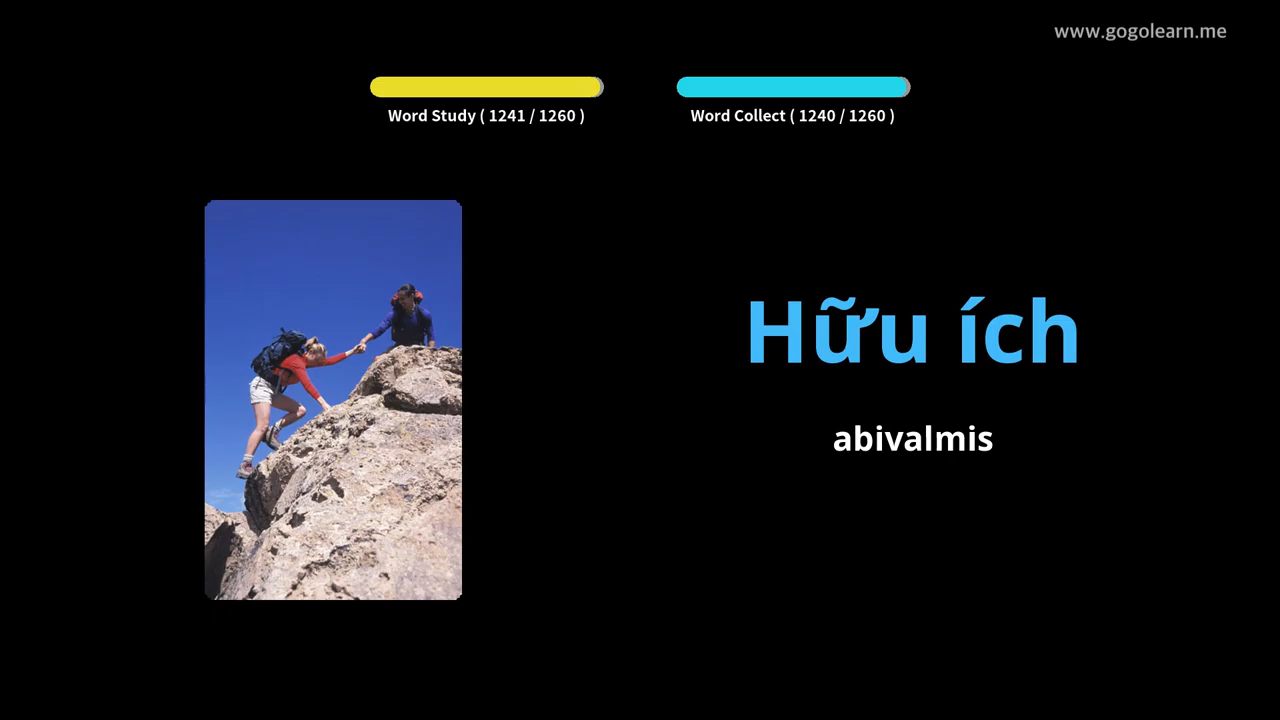 www.gogolearn.me
Word Study ( 1241 / 1260 )
Word Collect ( 1240 / 1260 )
Hữu ích
abivalmis